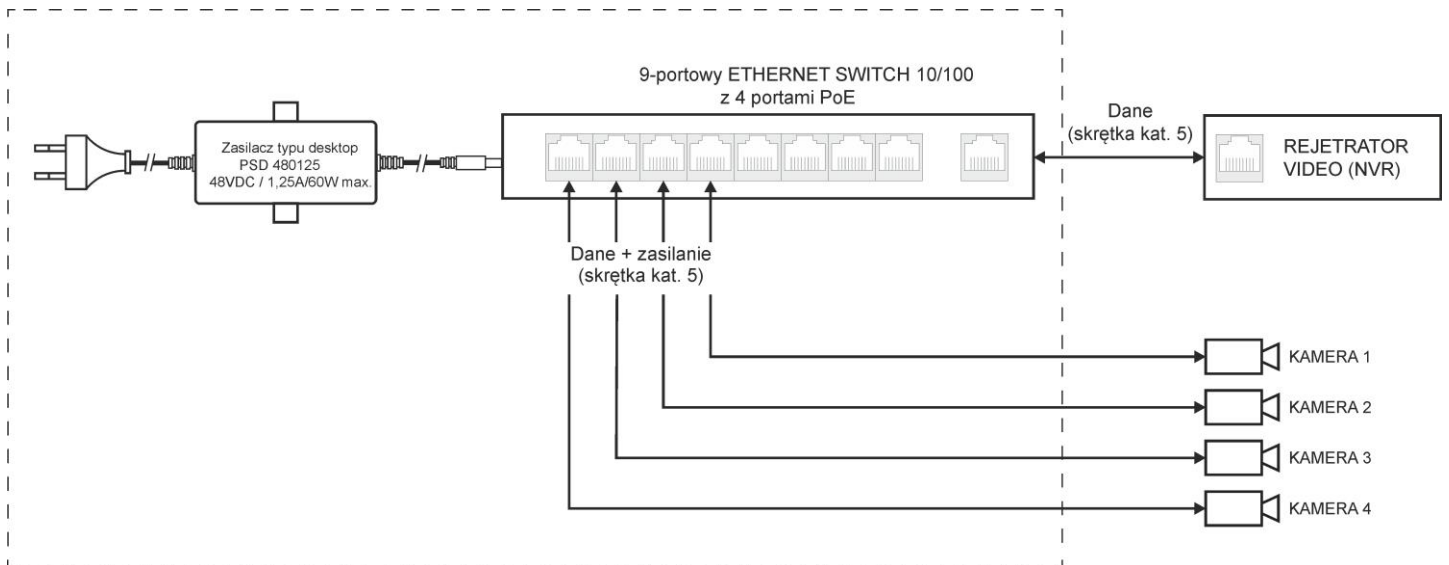 9-portowy ETHERNET SWITCH 10/100
z 4 portami PoE
Zasilacz typu desktop
PSD 480125
48VDC / 1,25A/60W max.
Dane
(skrętka kat. 5)
REJETRATOR
VIDEO (NVR)
Dane + zasilanie
(skrętka kat. 5)
KAMERA 1
KAMERA 2
KAMERA 3
KAMERA 4